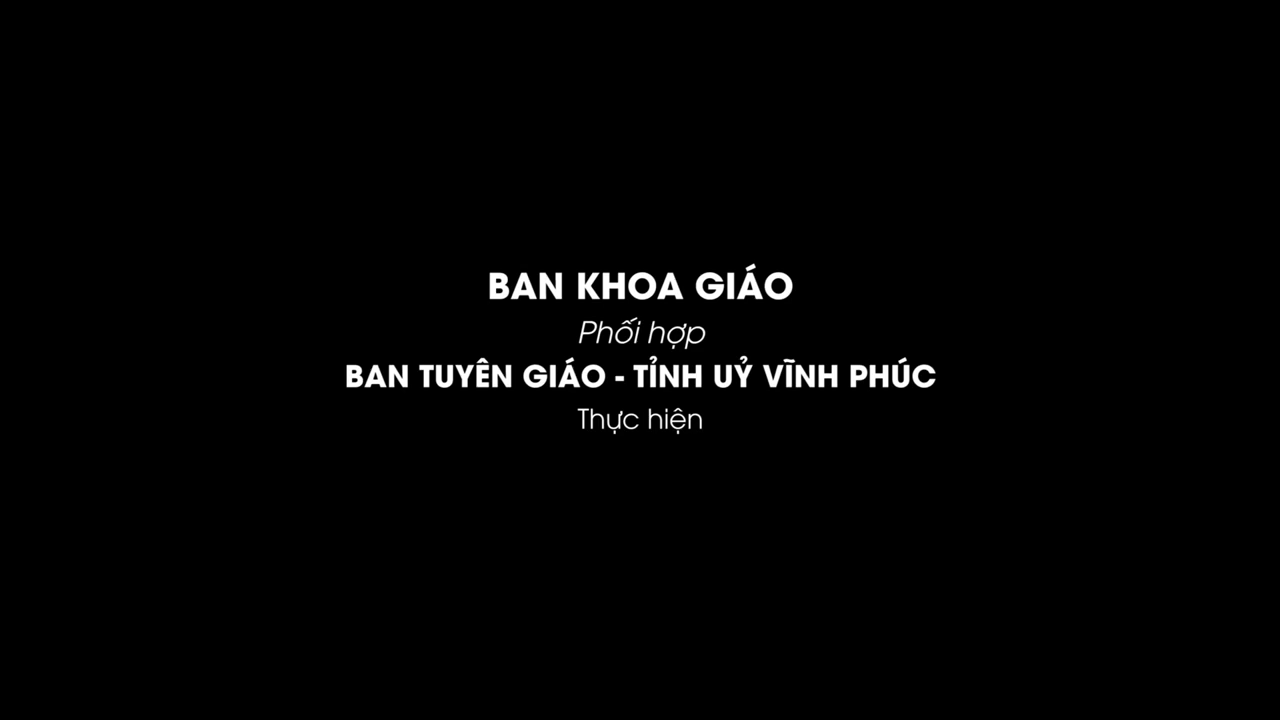 BAN KHOA GIÁO
Phối hợp
BAN TUYÊN GIÁO - TỈNH UỶ VĨNH PHÚC
Thực hiện